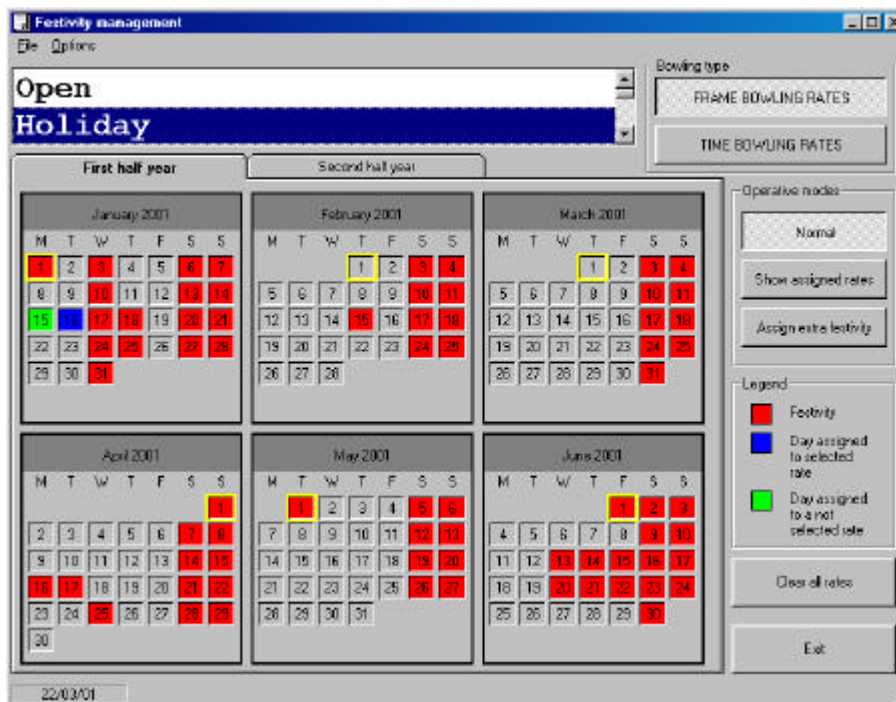 Festivity management
File Options
Open
Holiday
Bowling type
FRAME BOWLING RATES
TIME BOWLING RATES
First half year
Second half year
January 2001
M T W T F S S
1 2 3 4 5 6 7
8 9 10 11 12 13 14
15 16 17 18 19 20 21
22 23 24 25 26 27 28
29 30 31
February 2001
M T W T F S S
1 2 3 4
5 6 7 8 9 10 11
12 13 14 15 16 17 18
19 20 21 22 23 24 25
26 27 28
March 2001
M T W T F S S
1 2 3 4
5 6 7 8 9 10 11
12 13 14 15 16 17 18
19 20 21 22 23 24 25
26 27 28 29 30 31
April 2001
M T W T F S S
1
2 3 4 5 6 7 8
9 10 11 12 13 14 15
16 17 18 19 20 21 22
23 24 25 26 27 28 29
30
May 2001
M T W T F S S
1 2 3 4 5 6
7 8 9 10 11 12 13
14 15 16 17 18 19 20
21 22 23 24 25 26 27
28 29 30 31
June 2001
M T W T F S S
1 2 3
4 5 6 7 8 9 10
11 12 13 14 15 16 17
18 19 20 21 22 23 24
25 26 27 28 29 30
Operative modes
Normal
Show assigned rates
Assign extra festivity
Legend
Festivity
Day assigned
to selected
rate
Day assigned
to a not
selected rate
Clear all rates
Exit
22/03/01